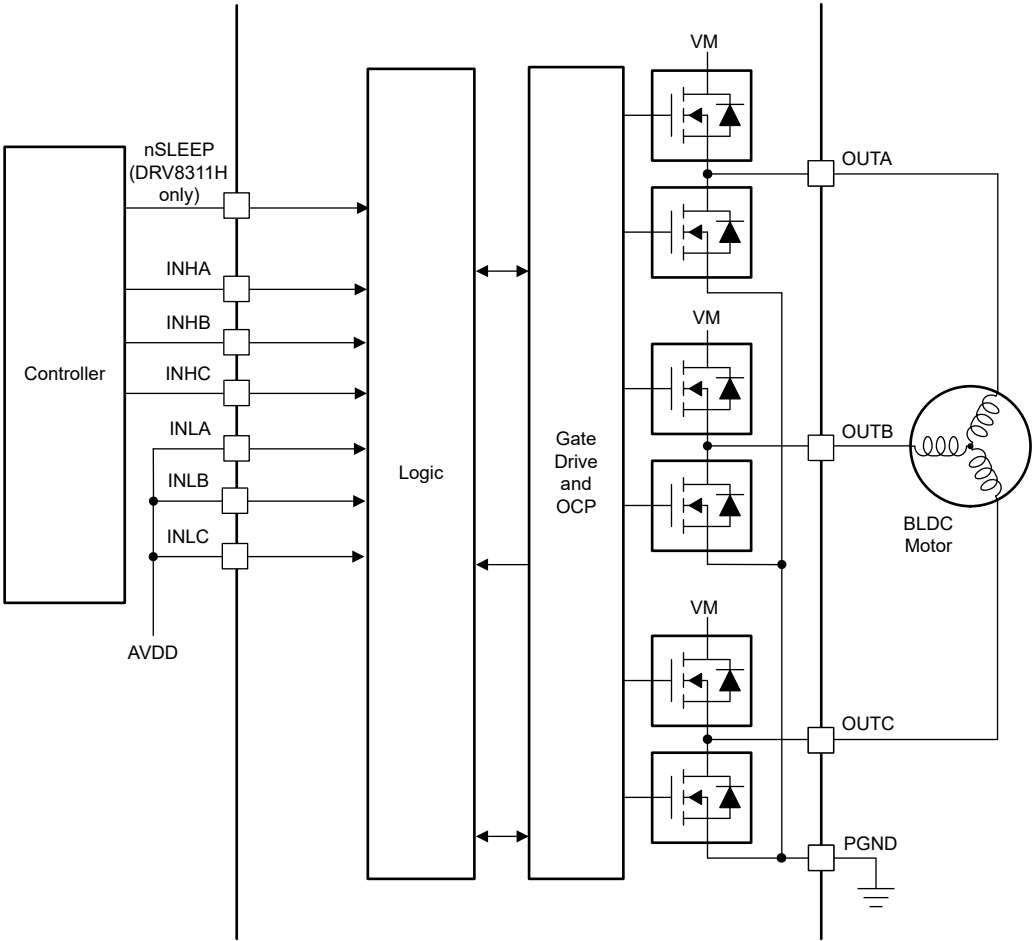 VM
nSLEEP
(DRV8311H
only)
OUTA
INHA
INHB
VM
Controller
INHC
INLA
OUTB
Logic
Gate
Drive
and
OCP
INLB
INLC
BLDC
Motor
VM
AVDD
OUTC
PGND